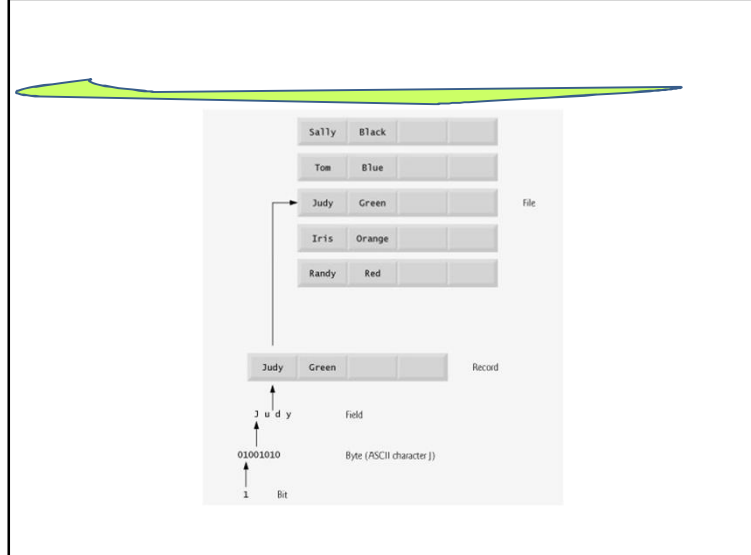 Sally Black
Tom Blue
Judy Green File
Iris Orange
Randy Red
Judy Green Record
J u d y Field
01001010 Byte (ASCII character J)
1 Bit